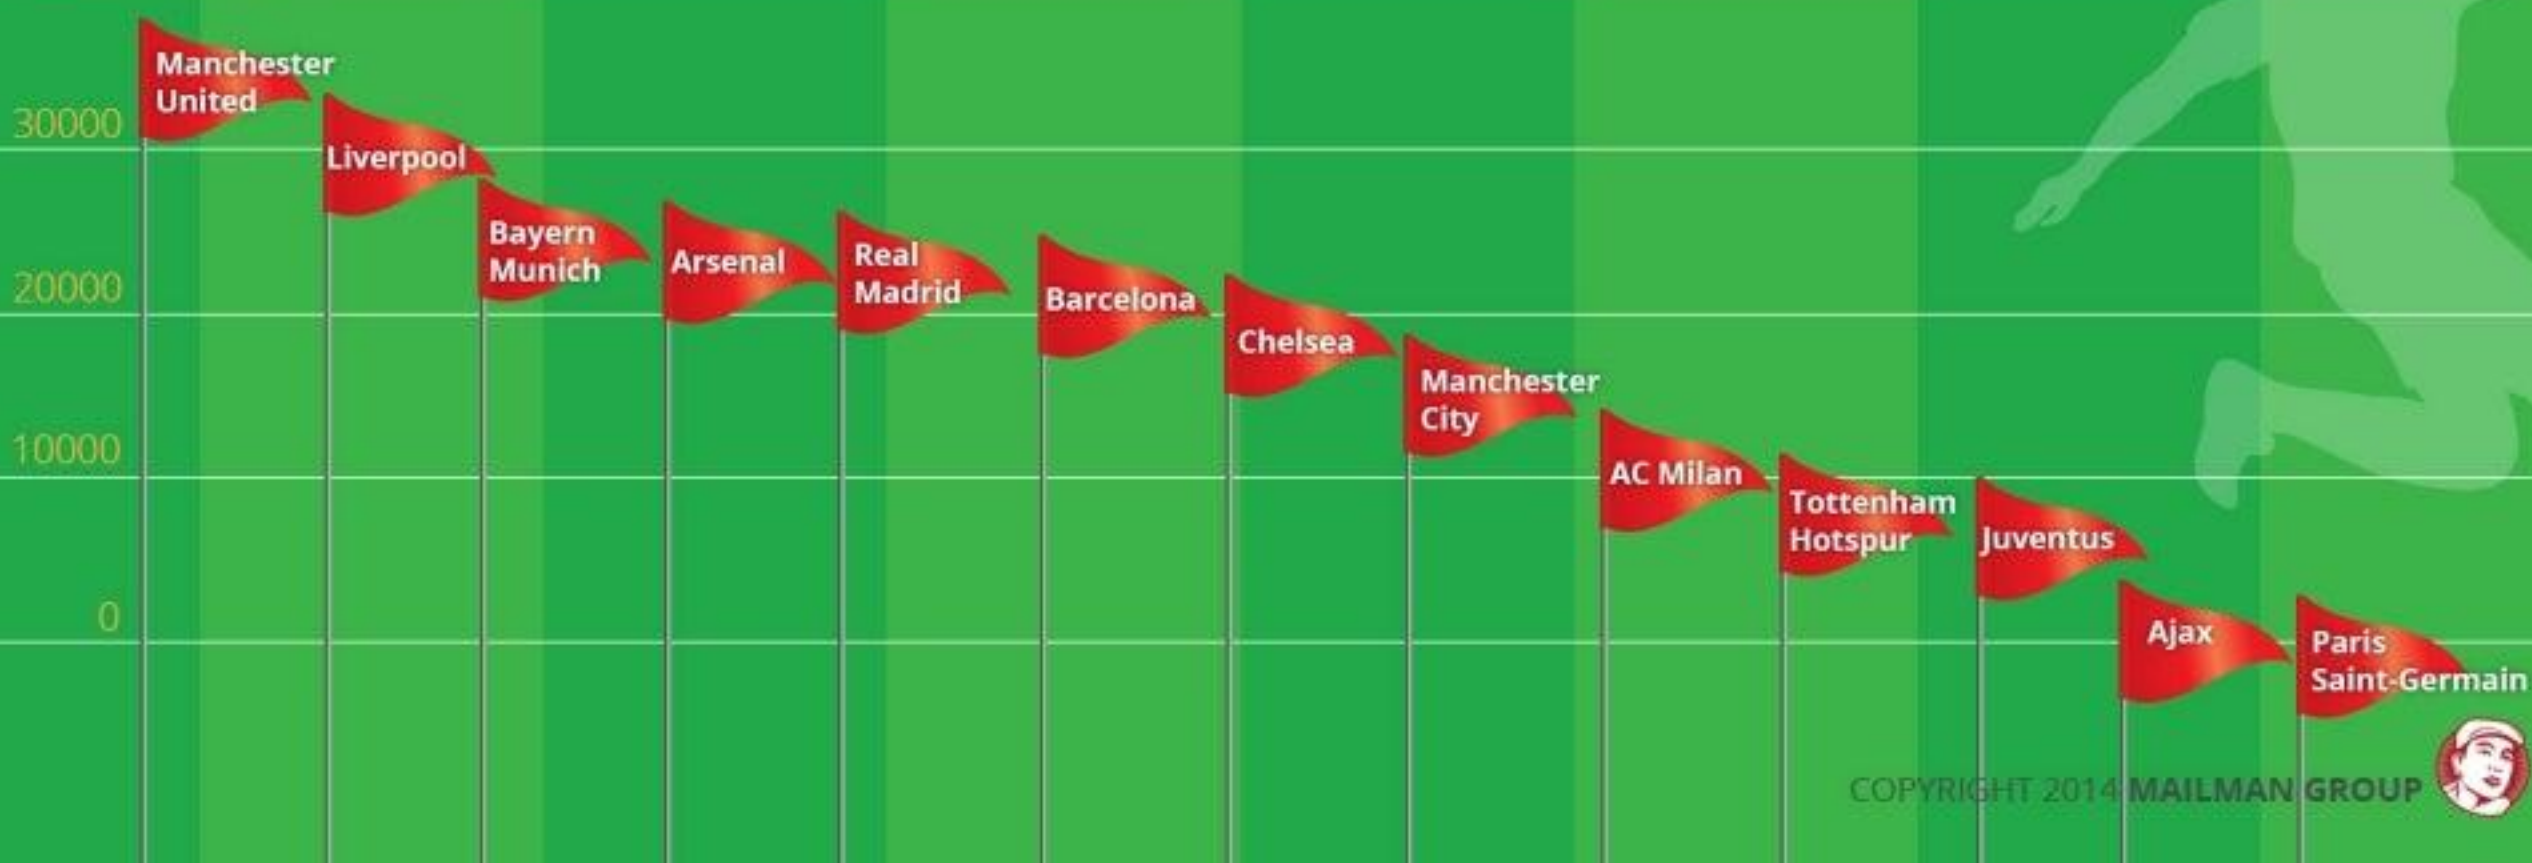 Manchester
United
30000
Liverpool
Bayern
Munich
Arsenal
Real
Madrid
20000
Barcelona
Chelsea
Manchester
City
10000
AC Milan
Tottenham
Hotspur
Juventus
0
Ajax
Paris
Saint-Germain
COPYRIGHT 2014 MAILMAN GROUP